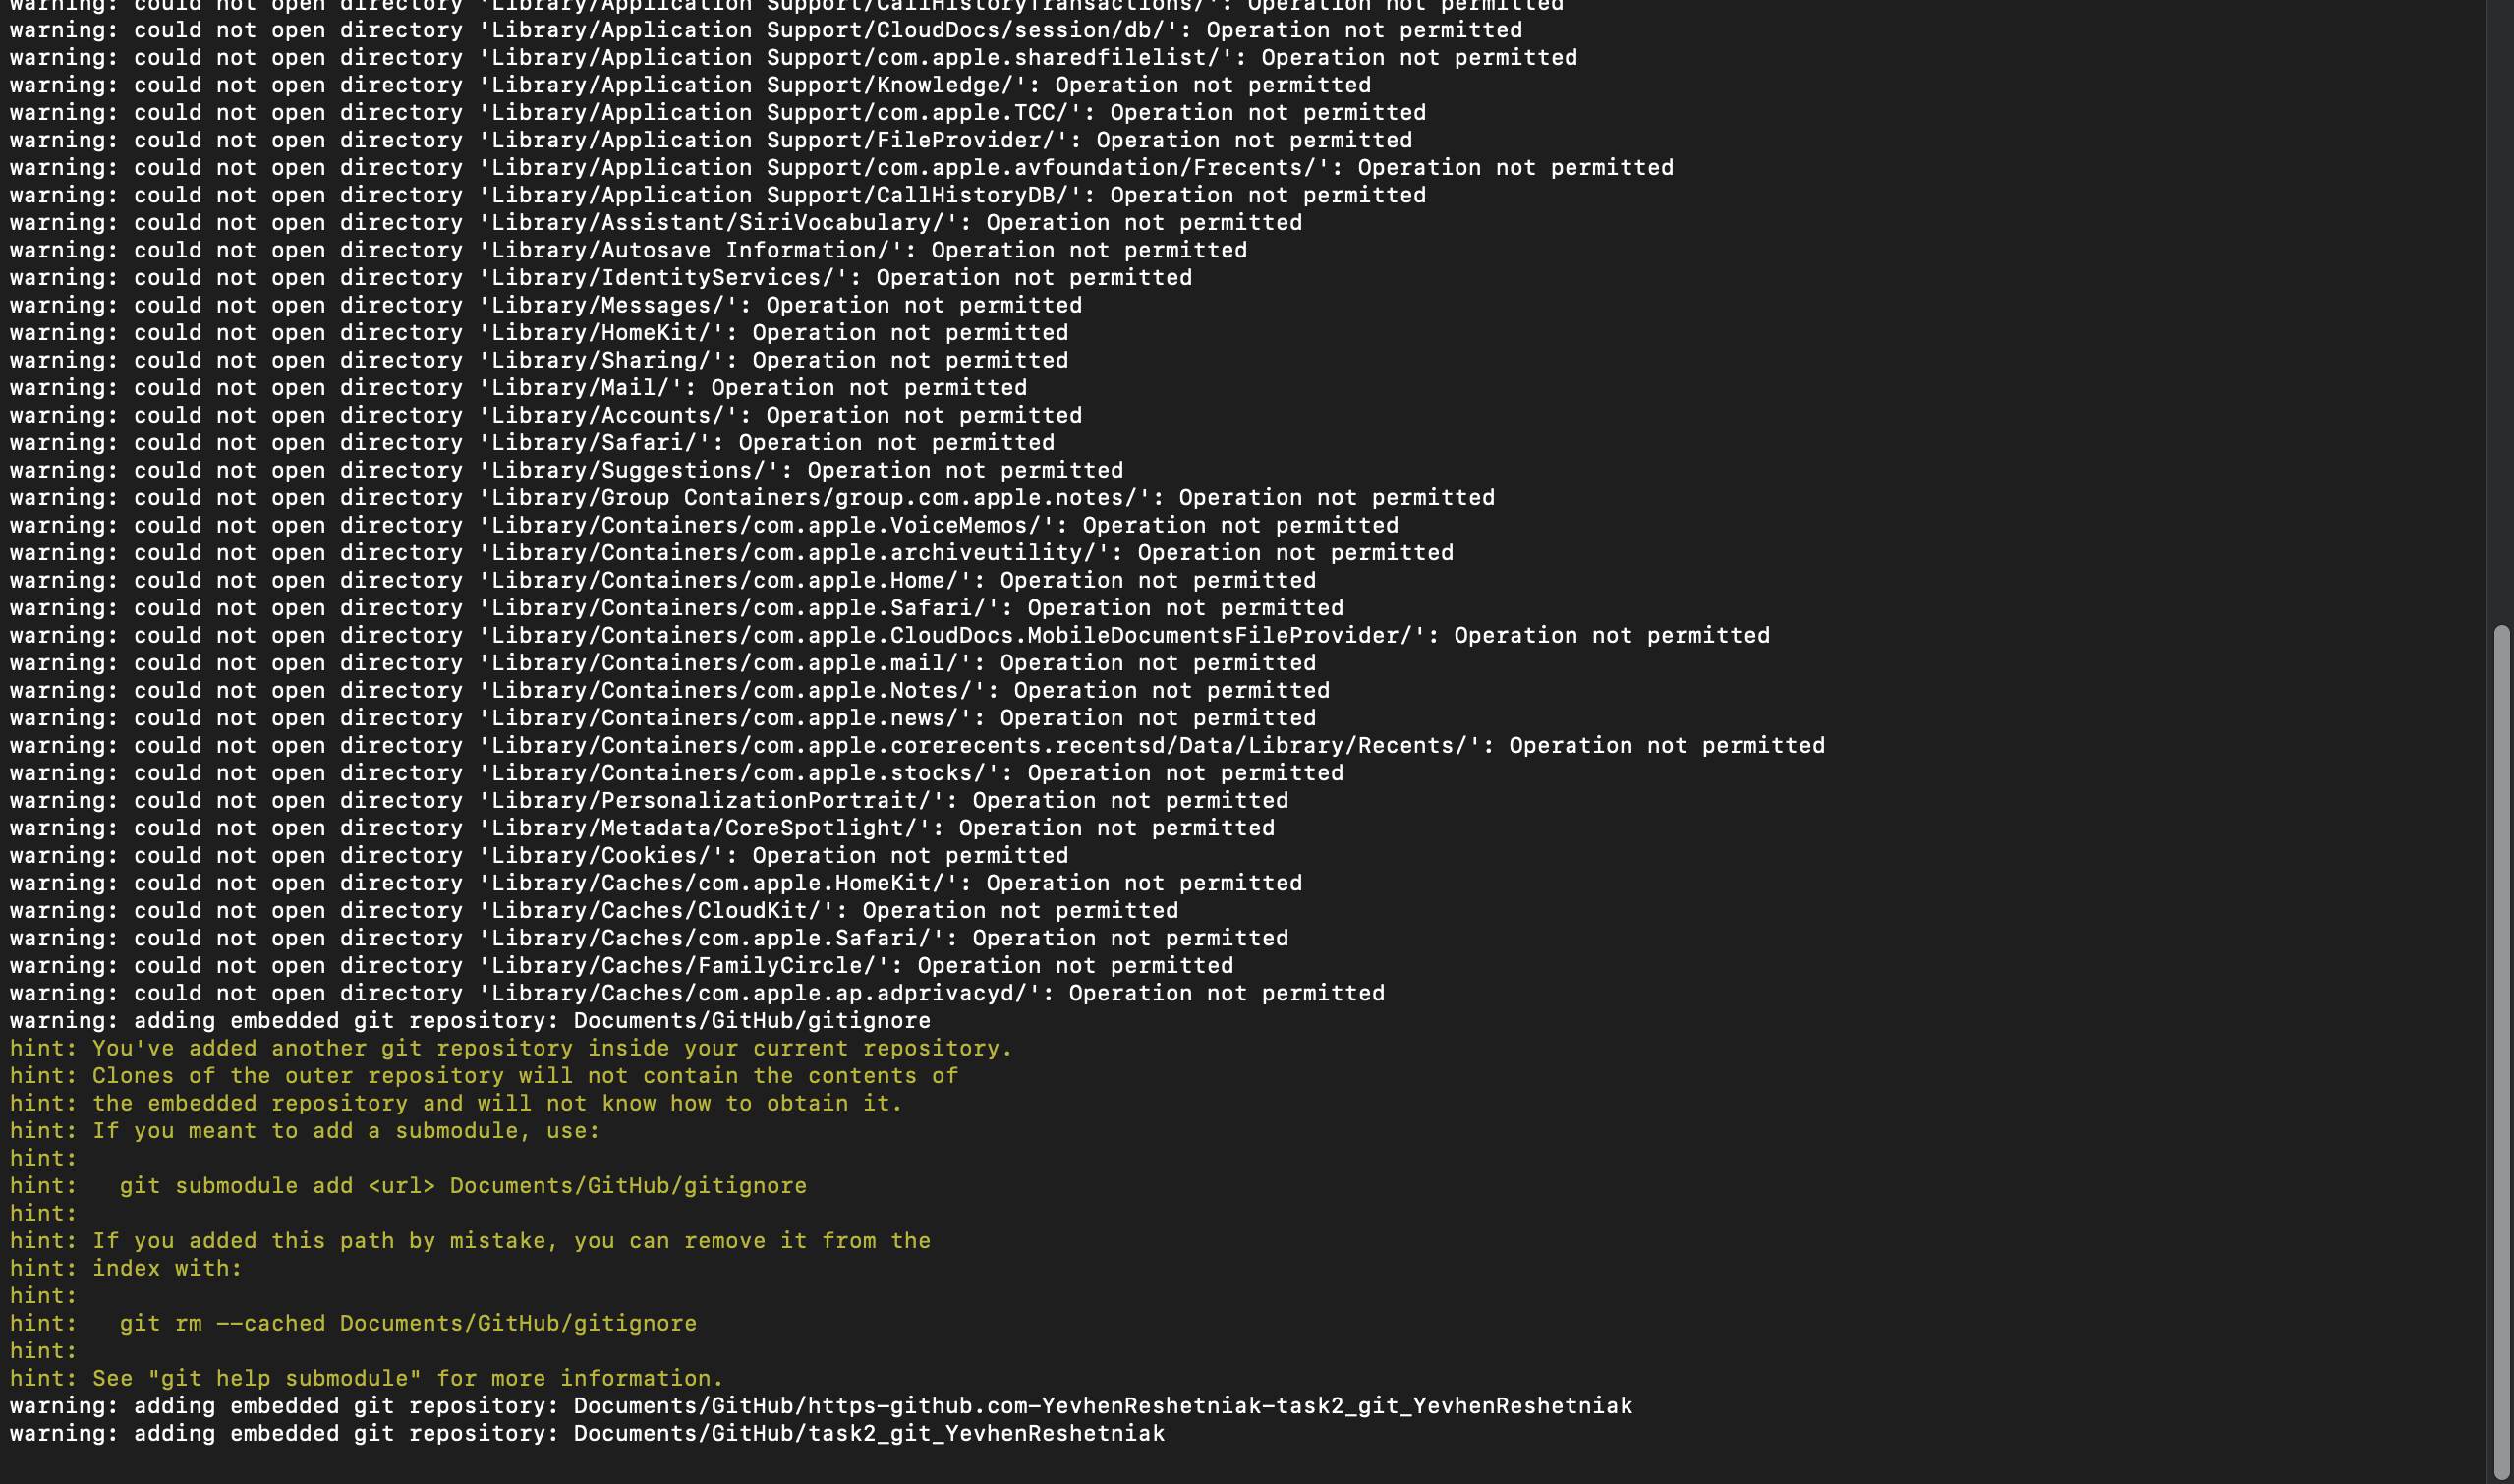 warning: could not open directory 'Library/Application Support/CallHistoryTransactions/': Operation not permitted
warning: could not open directory 'Library/Application Support/CloudDocs/session/db/': Operation not permitted
warning: could not open directory 'Library/Application Support/com.apple.sharedfilelist/': Operation not permitted
warning: could not open directory 'Library/Application Support/Knowledge/': Operation not permitted
warning: could not open directory 'Library/Application Support/com.apple.TCC/': Operation not permitted
warning: could not open directory 'Library/Application Support/FileProvider/': Operation not permitted
warning: could not open directory 'Library/Application Support/com.apple.avfoundation/Frecents/': Operation not permitted
warning: could not open directory 'Library/Application Support/CallHistoryDB/': Operation not permitted
warning: could not open directory 'Library/Assistant/SiriVocabulary/': Operation not permitted
warning: could not open directory 'Library/Autosave Information/': Operation not permitted
warning: could not open directory 'Library/IdentityServices/': Operation not permitted
warning: could not open directory 'Library/Messages/': Operation not permitted
warning: could not open directory 'Library/HomeKit/': Operation not permitted
warning: could not open directory 'Library/Sharing/': Operation not permitted
warning: could not open directory 'Library/Mail/': Operation not permitted
warning: could not open directory 'Library/Accounts/': Operation not permitted
warning: could not open directory 'Library/Safari/': Operation not permitted
warning: could not open directory 'Library/Suggestions/': Operation not permitted
warning: could not open directory 'Library/Group Containers/group.com.apple.notes/': Operation not permitted
warning: could not open directory 'Library/Containers/com.apple.VoiceMemos/': Operation not permitted
warning: could not open directory 'Library/Containers/com.apple.archiveutility/': Operation not permitted
warning: could not open directory 'Library/Containers/com.apple.Home/': Operation not permitted
warning: could not open directory 'Library/Containers/com.apple.Safari/': Operation not permitted
warning: could not open directory 'Library/Containers/com.apple.CloudDocs.MobileDocumentsFileProvider/': Operation not permitted
warning: could not open directory 'Library/Containers/com.apple.mail/': Operation not permitted
warning: could not open directory 'Library/Containers/com.apple.Notes/': Operation not permitted
warning: could not open directory 'Library/Containers/com.apple.news/': Operation not permitted
warning: could not open directory 'Library/Containers/com.apple.corerecents.recentsd/Data/Library/Recents/': Operation not permitted
warning: could not open directory 'Library/Containers/com.apple.stocks/': Operation not permitted
warning: could not open directory 'Library/PersonalizationPortrait/': Operation not permitted
warning: could not open directory 'Library/Metadata/CoreSpotlight/': Operation not permitted
warning: could not open directory 'Library/Cookies/': Operation not permitted
warning: could not open directory 'Library/Caches/com.apple.HomeKit/': Operation not permitted
warning: could not open directory 'Library/Caches/CloudKit/': Operation not permitted
warning: could not open directory 'Library/Caches/com.apple.Safari/': Operation not permitted
warning: could not open directory 'Library/Caches/FamilyCircle/': Operation not permitted
warning: could not open directory 'Library/Caches/com.apple.ap.adprivacyd/': Operation not permitted
warning: adding embedded git repository: Documents/GitHub/gitignore
hint: You've added another git repository inside your current repository.
hint: Clones of the outer repository will not contain the contents of
hint: the embedded repository and will not know how to obtain it.
hint: If you meant to add a submodule, use:
hint:
hint:   git submodule add <url> Documents/GitHub/gitignore
hint:
hint: If you added this path by mistake, you can remove it from the
hint: index with:
hint:
hint:   git rm --cached Documents/GitHub/gitignore
hint:
hint: See "git help submodule" for more information.
warning: adding embedded git repository: Documents/GitHub/https-github.com-YevhenReshetniak-task2_git_YevhenReshetniak
warning: adding embedded git repository: Documents/GitHub/task2_git_YevhenReshetniak